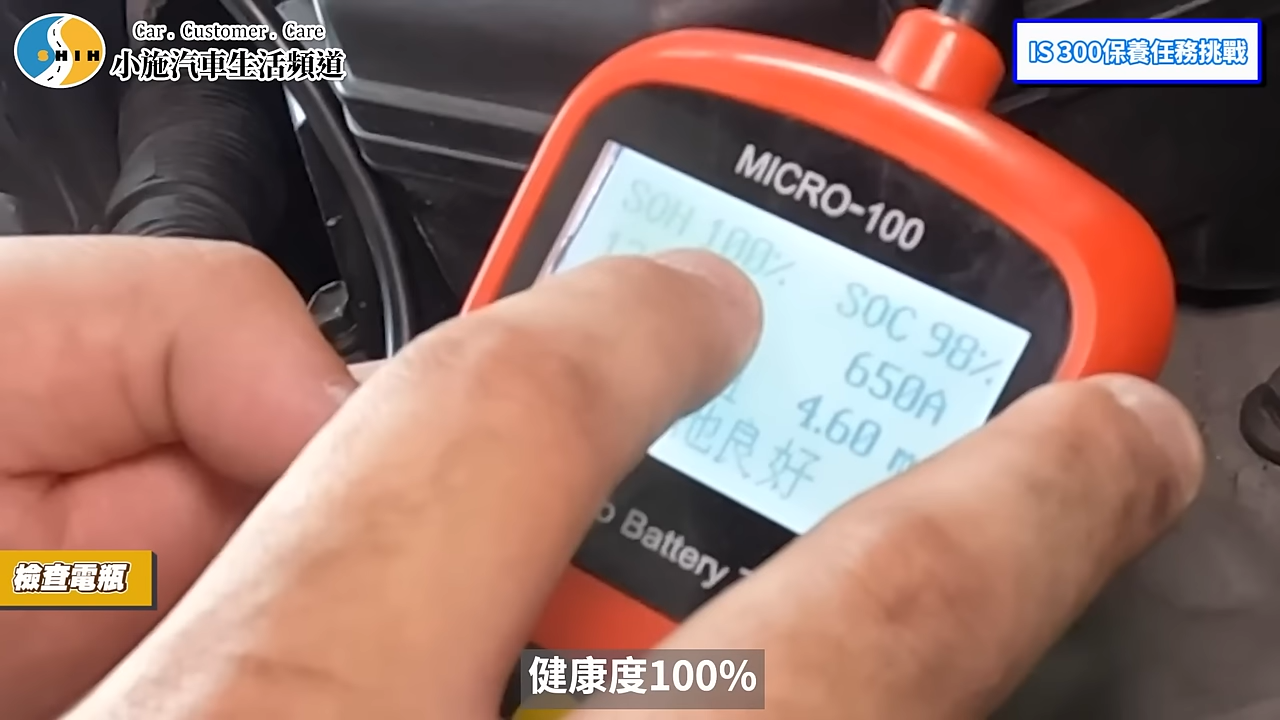 SHIH
Car . Customer . Care
小施汽車生活頻道
IS 300保養任務挑戰
MICRO-100
SOH 100%
SOC 98%
650A
4.60 m
池良好
Battery
檢查電瓶
健康度100%